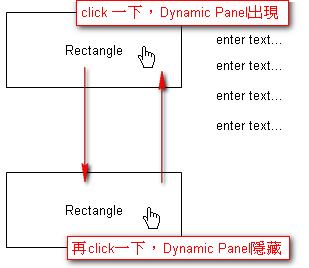 click 一下，Dynamic Panel出現
Rectangle
enter text...
enter text...
enter text...
enter text...
Rectangle
再click一下，Dynamic Panel隱藏